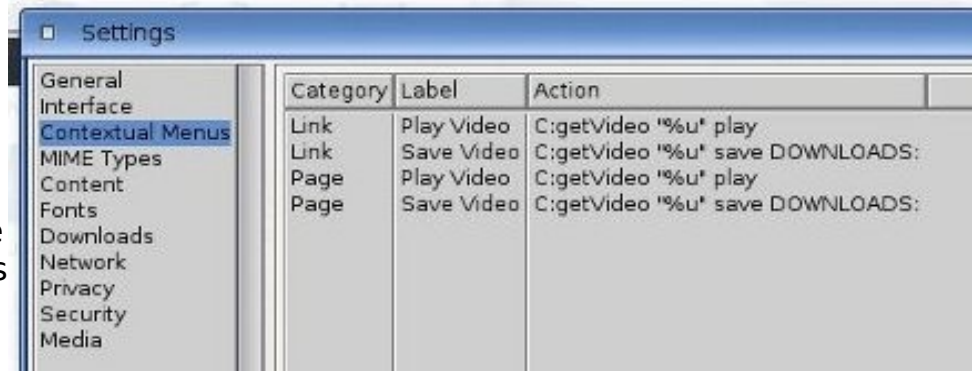 Settings
General
Interface
Contextual Menus
MIME Types
Content
Fonts
Downloads
Network
Privacy
Security
Media
Category Label Action
Link Play Video C:getVideo "%u" play
Link Save Video C:getVideo "%u" save DOWNLOADS:
Page Play Video C:getVideo "%u" play
Page Save Video C:getVideo "%u" save DOWNLOADS: